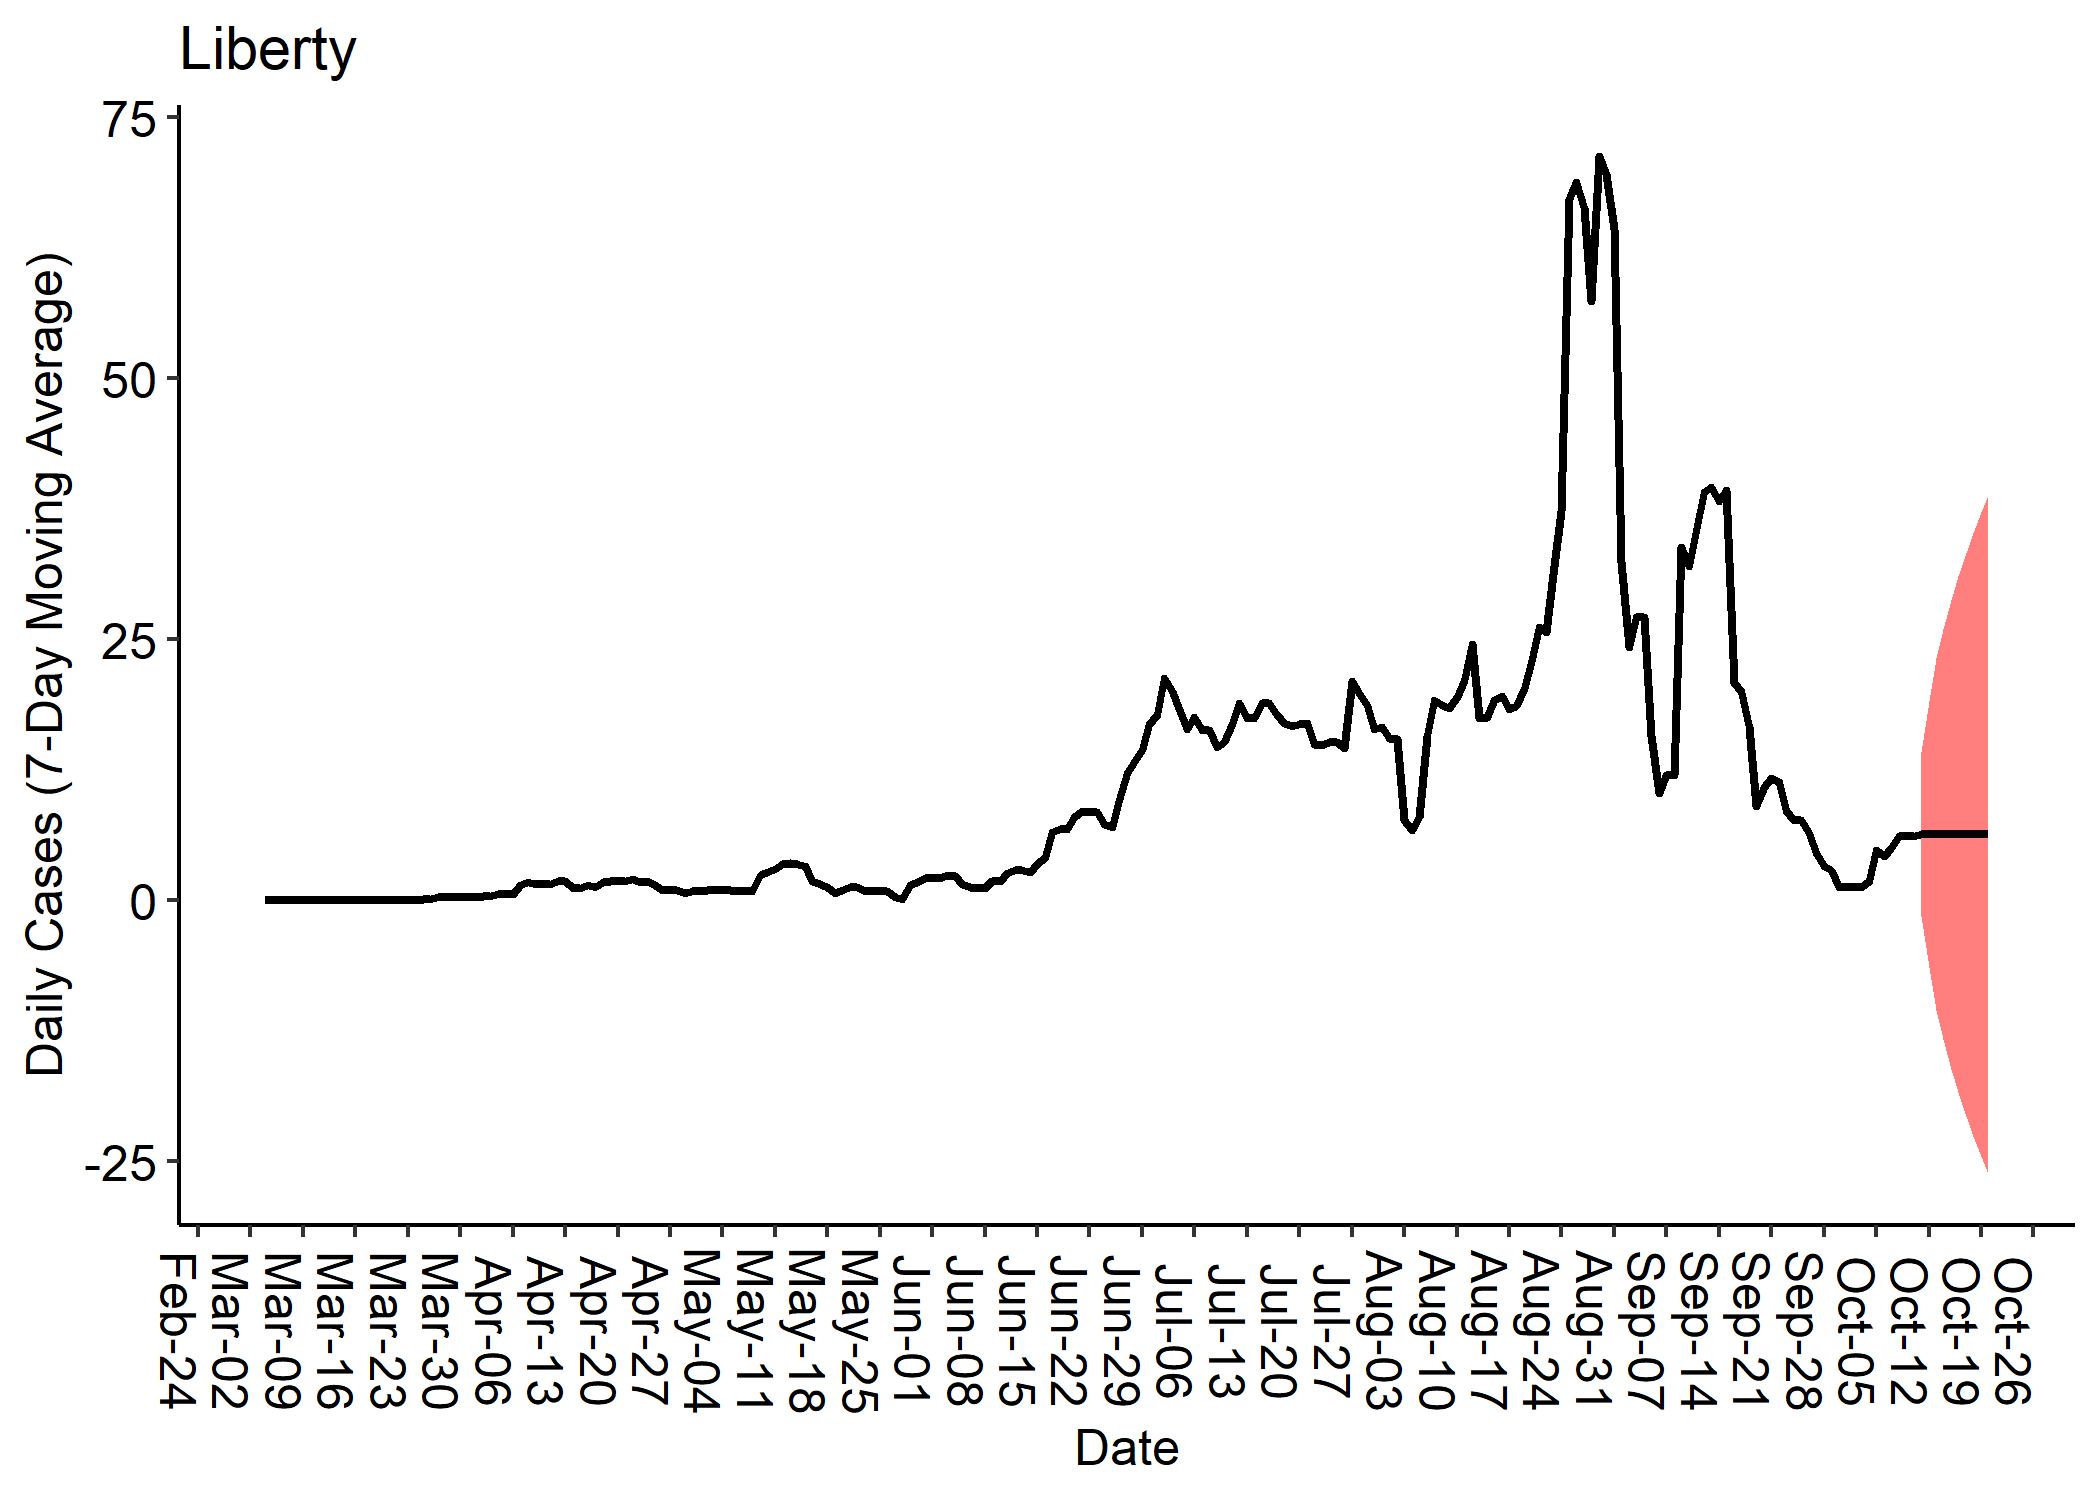 Liberty
75
50
25
0
-25
Daily Cases (7-Day Moving Average)
Feb-24
Mar-02
Mar-09
Mar-16
Mar-23
Mar-30
Apr-06
Apr-13
Apr-20
Apr-27
May-04
May-11
May-18
May-25
Jun-01
Jun-08
Jun-15
Jun-22
Jun-29
Jul-06
Jul-13
Jul-20
Jul-27
Aug-03
Aug-10
Aug-17
Aug-24
Aug-31
Sep-07
Sep-14
Sep-21
Sep-28
Oct-05
Oct-12
Oct-19
Oct-26
Date